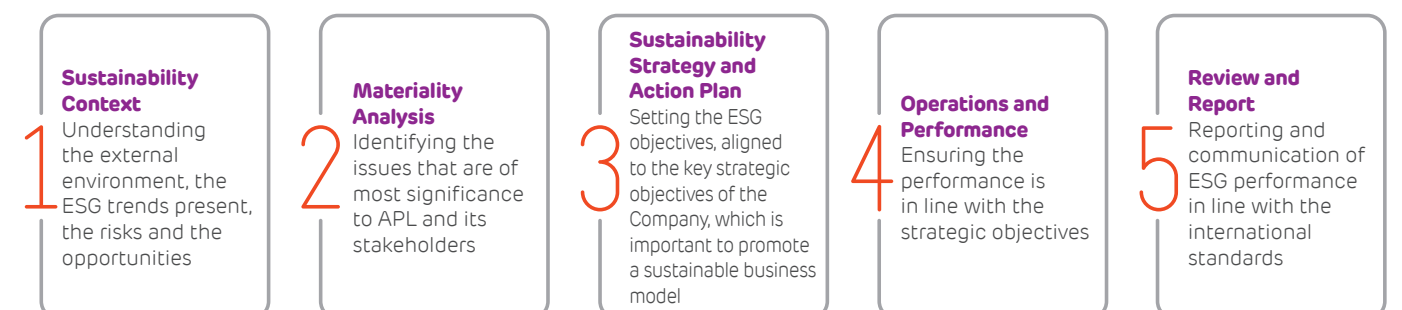 1
Sustainability
Context
Understanding
the external
environment, the
ESG trends present,
the risks and the
opportunities
2
Materiality
Analysis
Identifying the
issues that are of
most significance
to APL and its
stakeholders
3
Sustainability
Strategy and
Action Plan
Setting the ESG
objectives, aligned
to the key strategic
objectives of the
Company, which is
important to promote
a sustainable business
model
4
Operations and
Performance
Ensuring the
performance is
in line with the
strategic objectives
5
Review and
Report
Reporting and
communication of
ESG performance
in line with the
international
standards